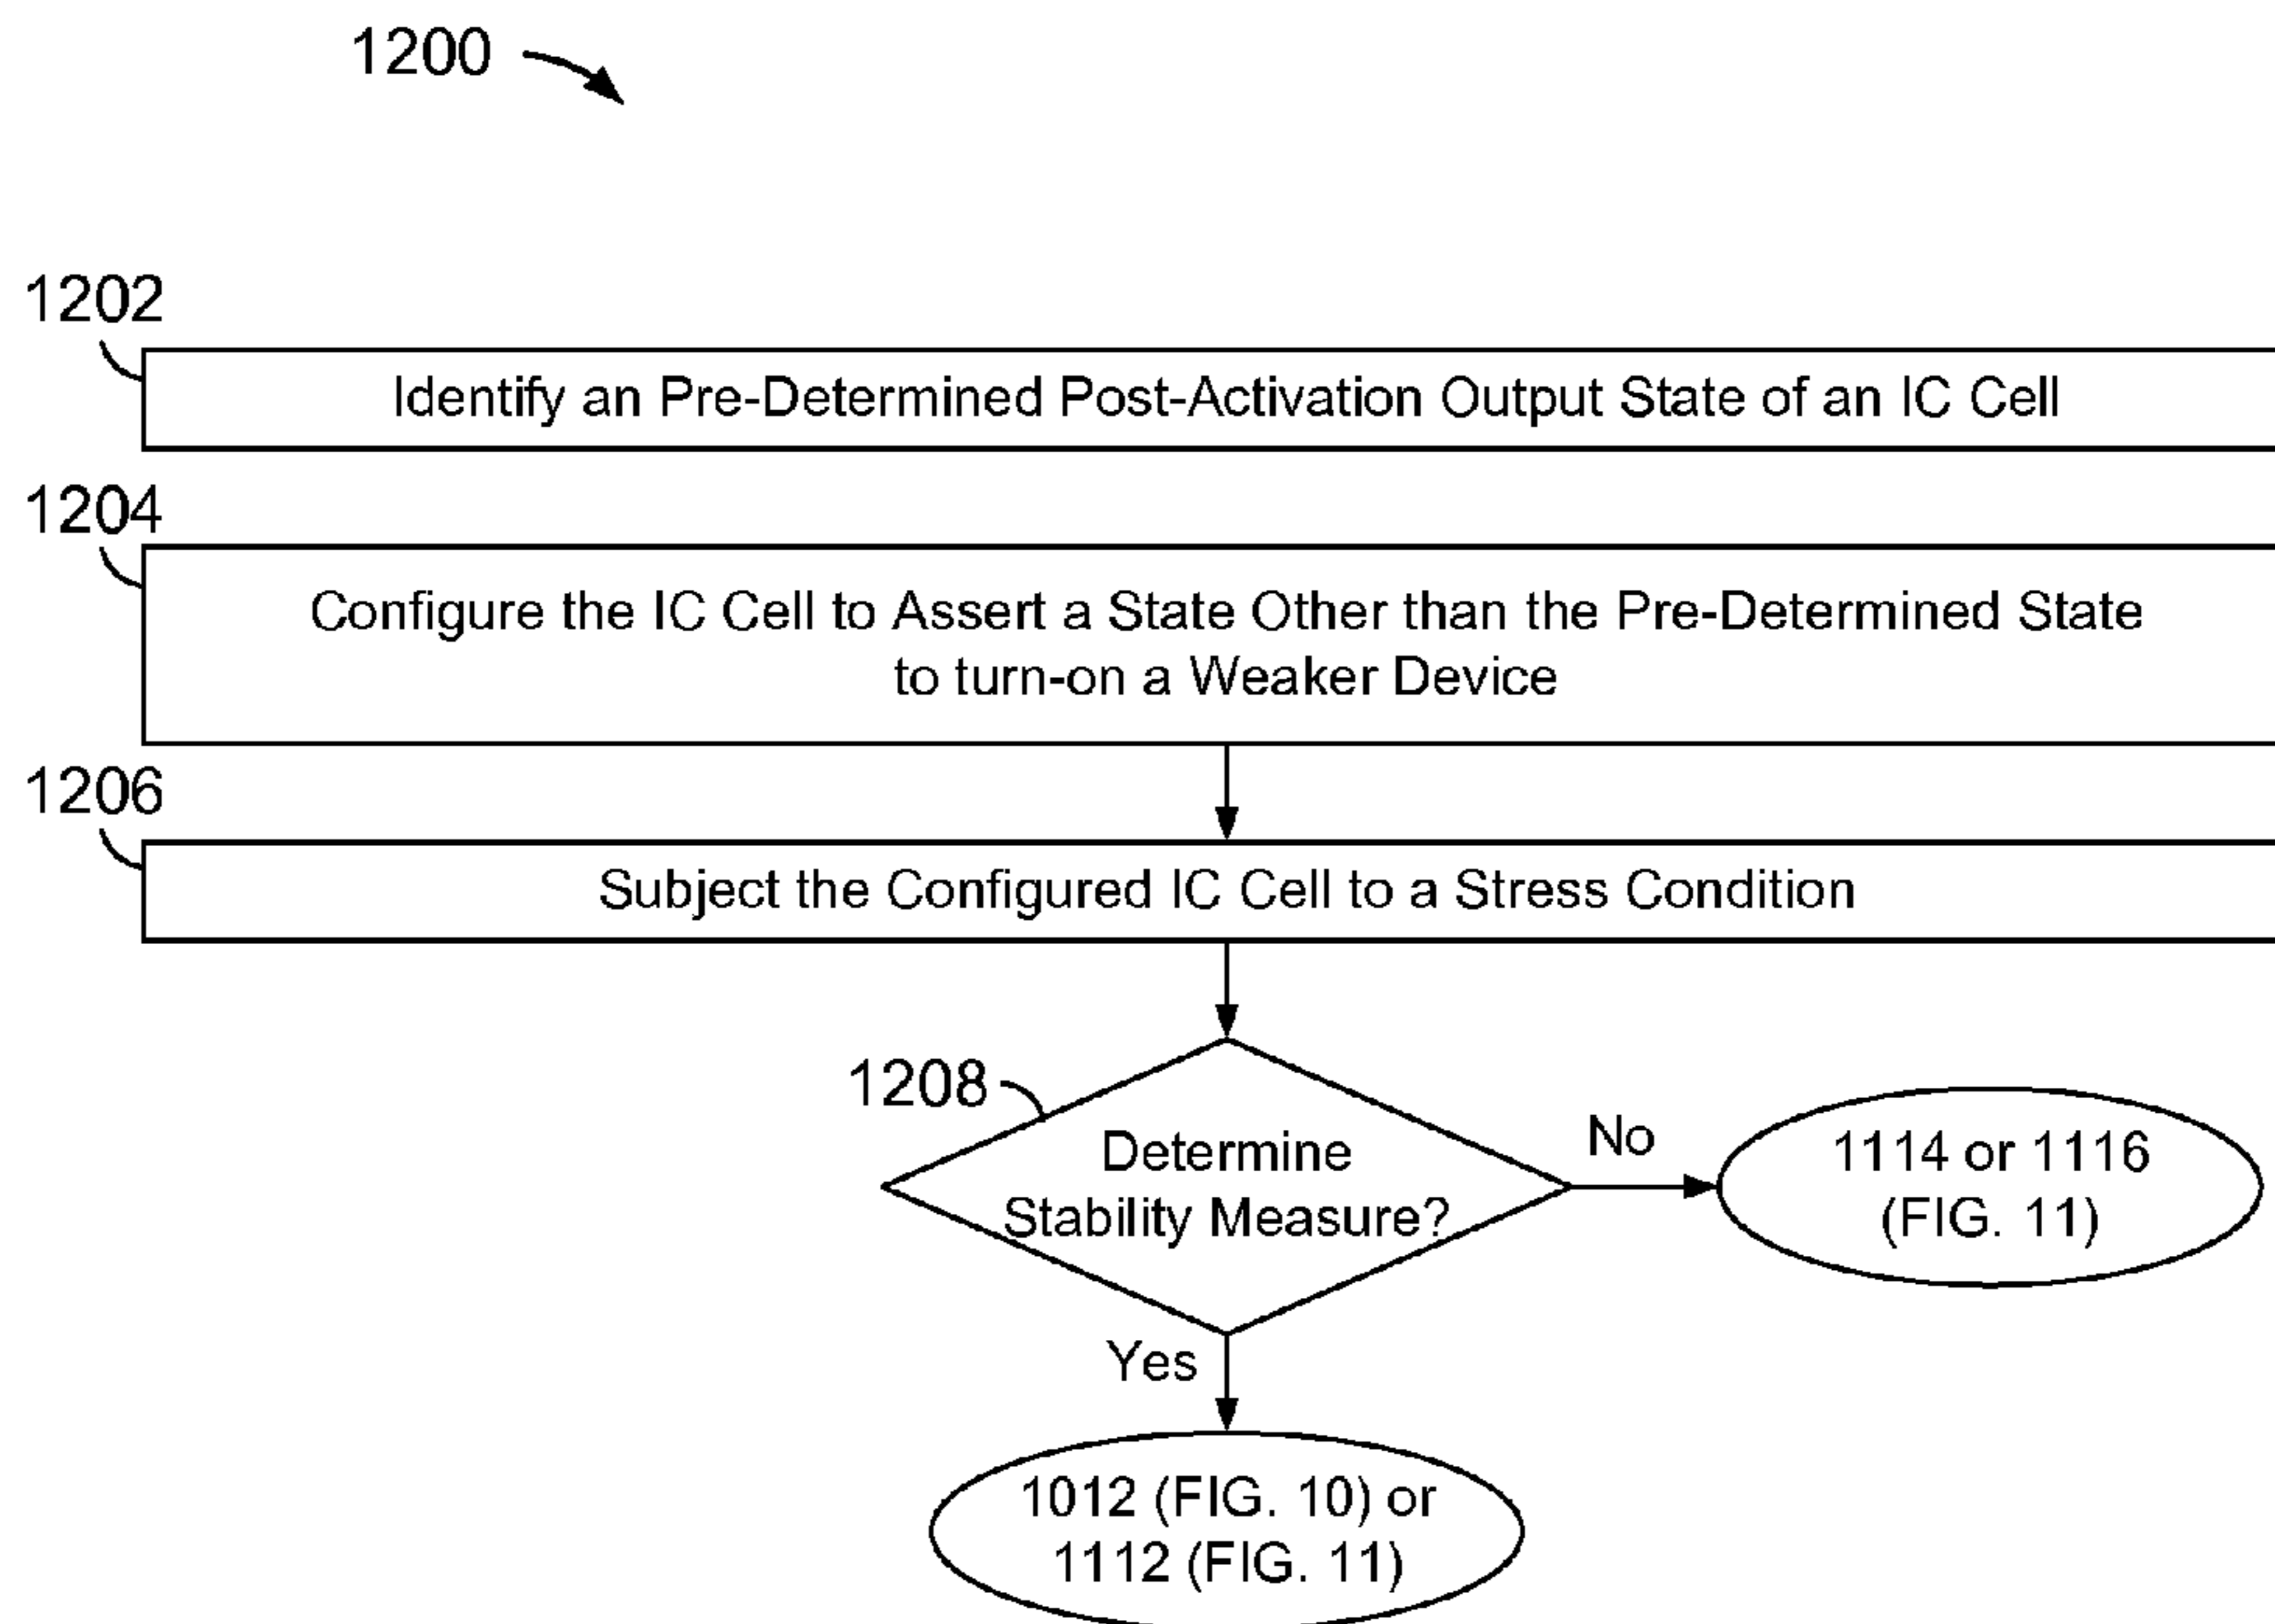 1200
1202
Identify an Pre-Determined Post-Activation Output State of an IC Cell
1204
Configure the IC Cell to Assert a State Other than the Pre-Determined State
to turn-on a Weaker Device
1206
Subject the Configured IC Cell to a Stress Condition
1208
Determine
Stability Measure?
No
1114 or 1116
(FIG. 11)
Yes
1012 (FIG. 10) or
1112 (FIG. 11)